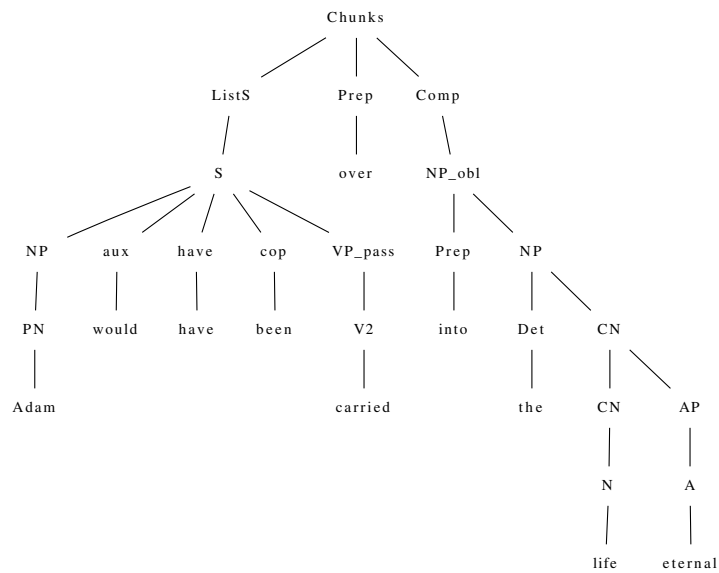 Chunks
ListS Prep Comp
S over NP_obl
NP aux have cop VP_pass Prep NP
PN would have been V2 into Det CN
Adam carried the CN AP
N A
life eternal